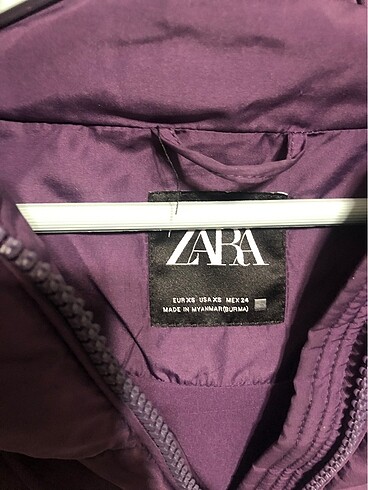 ZARA
EUR XS USA XS MEX 24
MADE IN MYANMAR(BURMA)